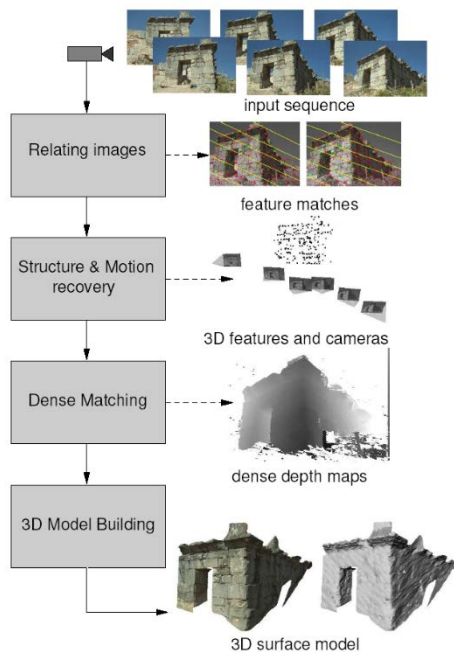 input sequence
Relating images
feature matches
Structure & Motion
recovery
3D features and cameras
Dense Matching
dense depth maps
3D Model Building
3D surface model